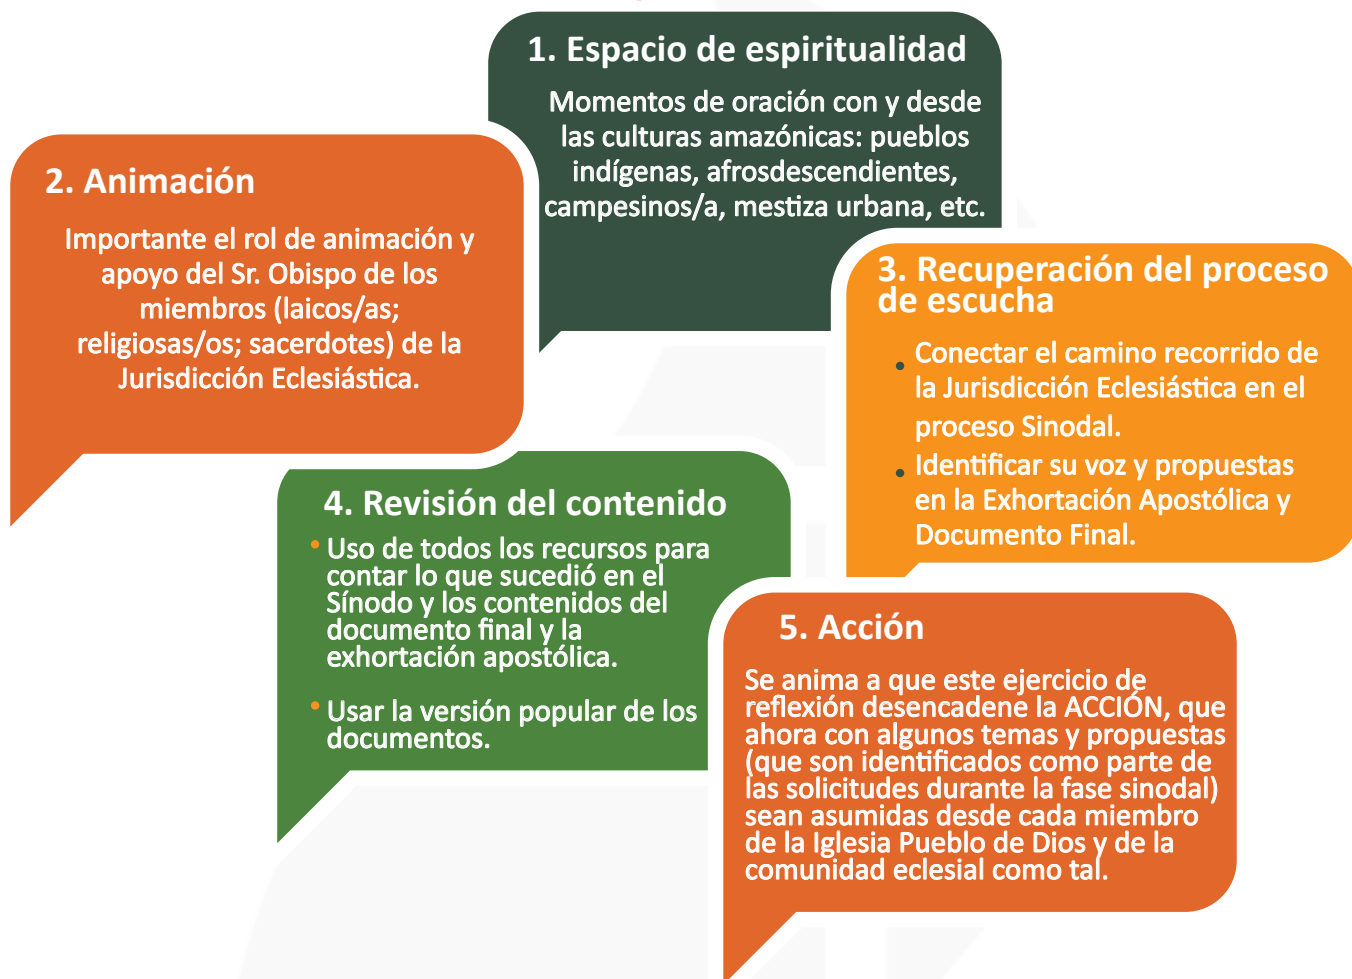 1. Espacio de espiritualidad
Momentos de oración con y desde
las culturas amazónicas: pueblos
indígenas, afrosdescendientes,
campesinos/a, mestiza urbana, etc.
2. Animación
Importante el rol de animación y
apoyo del Sr. Obispo de los
miembros (laicos/as;
religiosas/os; sacerdotes) de la
Jurisdicción Eclesiástica.
3. Recuperación del proceso
de escucha
• Conectar el camino recorrido de
la Jurisdicción Eclesiástica en el
proceso Sinodal.
• Identificar su voz y propuestas
en la Exhortación Apostólica y
Documento Final.
4. Revisión del contenido
• Uso de todos los recursos para
contar lo que sucedió en el
Sínodo y los contenidos del
documento final y la
exhortación apostólica.
• Usar la versión popular de los
documentos.
5. Acción
Se anima a que este ejercicio de
reflexión desencadene la ACCIÓN, que
ahora con algunos temas y propuestas
(que son identificados como parte de
las solicitudes durante la fase sinodal)
sean asumidas desde cada miembro
de la Iglesia Pueblo de Dios y de la
comunidad eclesial como tal.